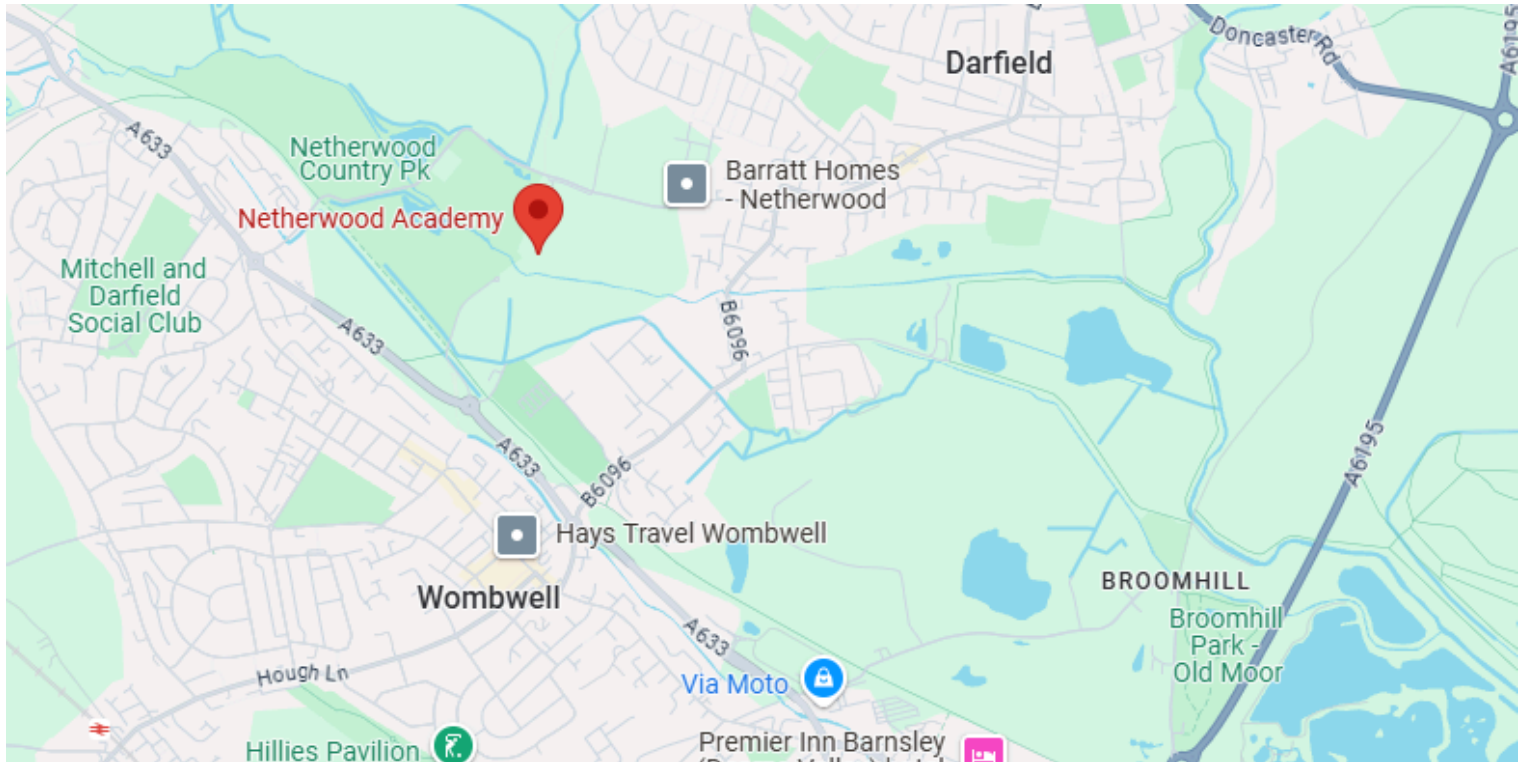 Darfield
Doncaster Rd
A6195
A633
Netherwood
Country Pk
Barratt Homes
- Netherwood
Netherwood Academy
Mitchell and
Darfield
Social Club
A633
B6096
A633
A6195
B6096
Hays Travel Wombwell
Wombwell
BROOMHILL
Broomhill
Park -
Old Moor
A633
Hough Ln
Via Moto
Hillies Pavilion
Premier Inn Barnsley